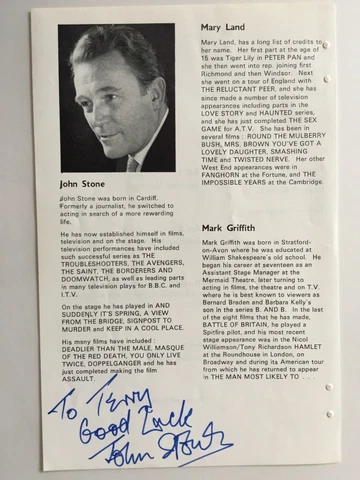 John Stone
John Stone was born in Cardiff.
Formerly a journalist, he switched to
acting in search of a more rewarding
life.
He has now established himself in films,
television and on the stage. His
television performances have included
such successful series as THE
TROUBLESHOOTERS, THE AVENGERS,
THE SAINT, THE BORDERERS AND
DOOMWATCH, as well as leading parts
in many television plays for B.B.C. and
I.T.V.
On the stage he has played in AND
SUDDENLY IT'S SPRING, A VIEW
FROM THE BRIDGE, SIGNPOST TO
MURDER and KEEP IN A COOL PLACE.
His many films have included:
DEADLIER THAN THE MALE, MASQUE
OF THE RED DEATH, YOU ONLY LIVE
TWICE, DOPPELGANGER and he has
just completed making the film
ASSAULT.
To Terry
Good Luck
John Stone
Mary Land
Mary Land, has a long list of credits to
her name. Her first part at the age of
15 was Tiger Lily in PETER PAN and
she then went into rep. joining first
Richmond and then Windsor. Next
she went on a tour of England with
THE RELUCTANT PEER, and she has
since made a number of television
appearances including parts in the
LOVE STORY and HAUNTED series,
and she has just completed THE SEX
GAME for A.T.V. She has been in
several films: ROUND THE MULBERRY
BUSH, MRS. BROWN YOU'VE GOT A
LOVELY DAUGHTER, SMASHING
TIME and TWISTED NERVE. Her other
West End appearances were in
FANGHORN at the Fortune, and THE
IMPOSSIBLE YEARS at the Cambridge.
Mark Griffith
Mark Griffith was born in Stratford-
on-Avon where he was educated at
William Shakespeare's old school. He
began his career at seventeen as an
Assistant Stage Manager at the
Mermaid Theatre, later turning to
acting in films, the theatre and on T.V.
where he is best known to viewers as
Bernard Braden and Barbara Kelly's
son in the series B. AND B. In the last
of the eight films that he has made,
BATTLE OF BRITAIN, he played a
Spitfire pilot, and his most recent
stage appearance was in the Nicol
Williamson/Tony Richardson HAMLET
at the Roundhouse in London, on
Broadway and during its American tour
from which he has returned to appear
in THE MAN MOST LIKELY TO . . .